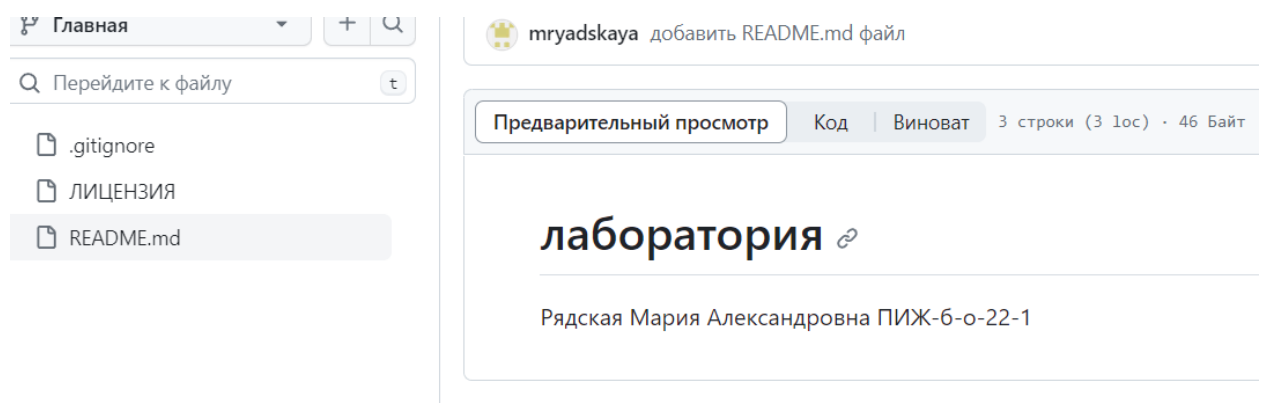 Главная
Перейдите к файлу t
.gitignore
ЛИЦЕНЗИЯ
README.md
mryadskaya добавить README.md файл
Предварительный просмотр Код Виноват 3 строки (3 loc) · 46 Байт
лаборатория
Рядская Мария Александровна ПИЖ-б-о-22-1